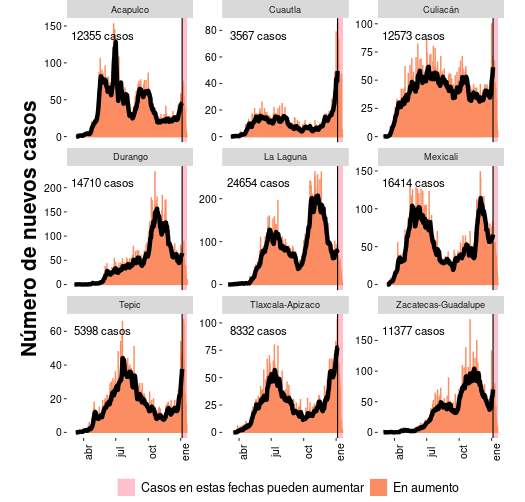 Número de nuevos casos
Acapulco
Cuautla
Culiacán
150
100
50
0
12355 casos
80
60
40
20
0
3567 casos
100
75
50
25
0
12573 casos
Durango
La Laguna
Mexicali
200
150
100
50
0
14710 casos
200
100
0
24654 casos
150
100
50
0
16414 casos
Tepic
Tlaxcala-Apizaco
Zacatecas-Guadalupe
60
40
20
0
5398 casos
100
75
50
25
0
8332 casos
150
100
50
0
11377 casos
abr
jul
oct
ene
abr
jul
oct
ene
abr
jul
oct
ene
Casos en estas fechas pueden aumentar
En aumento